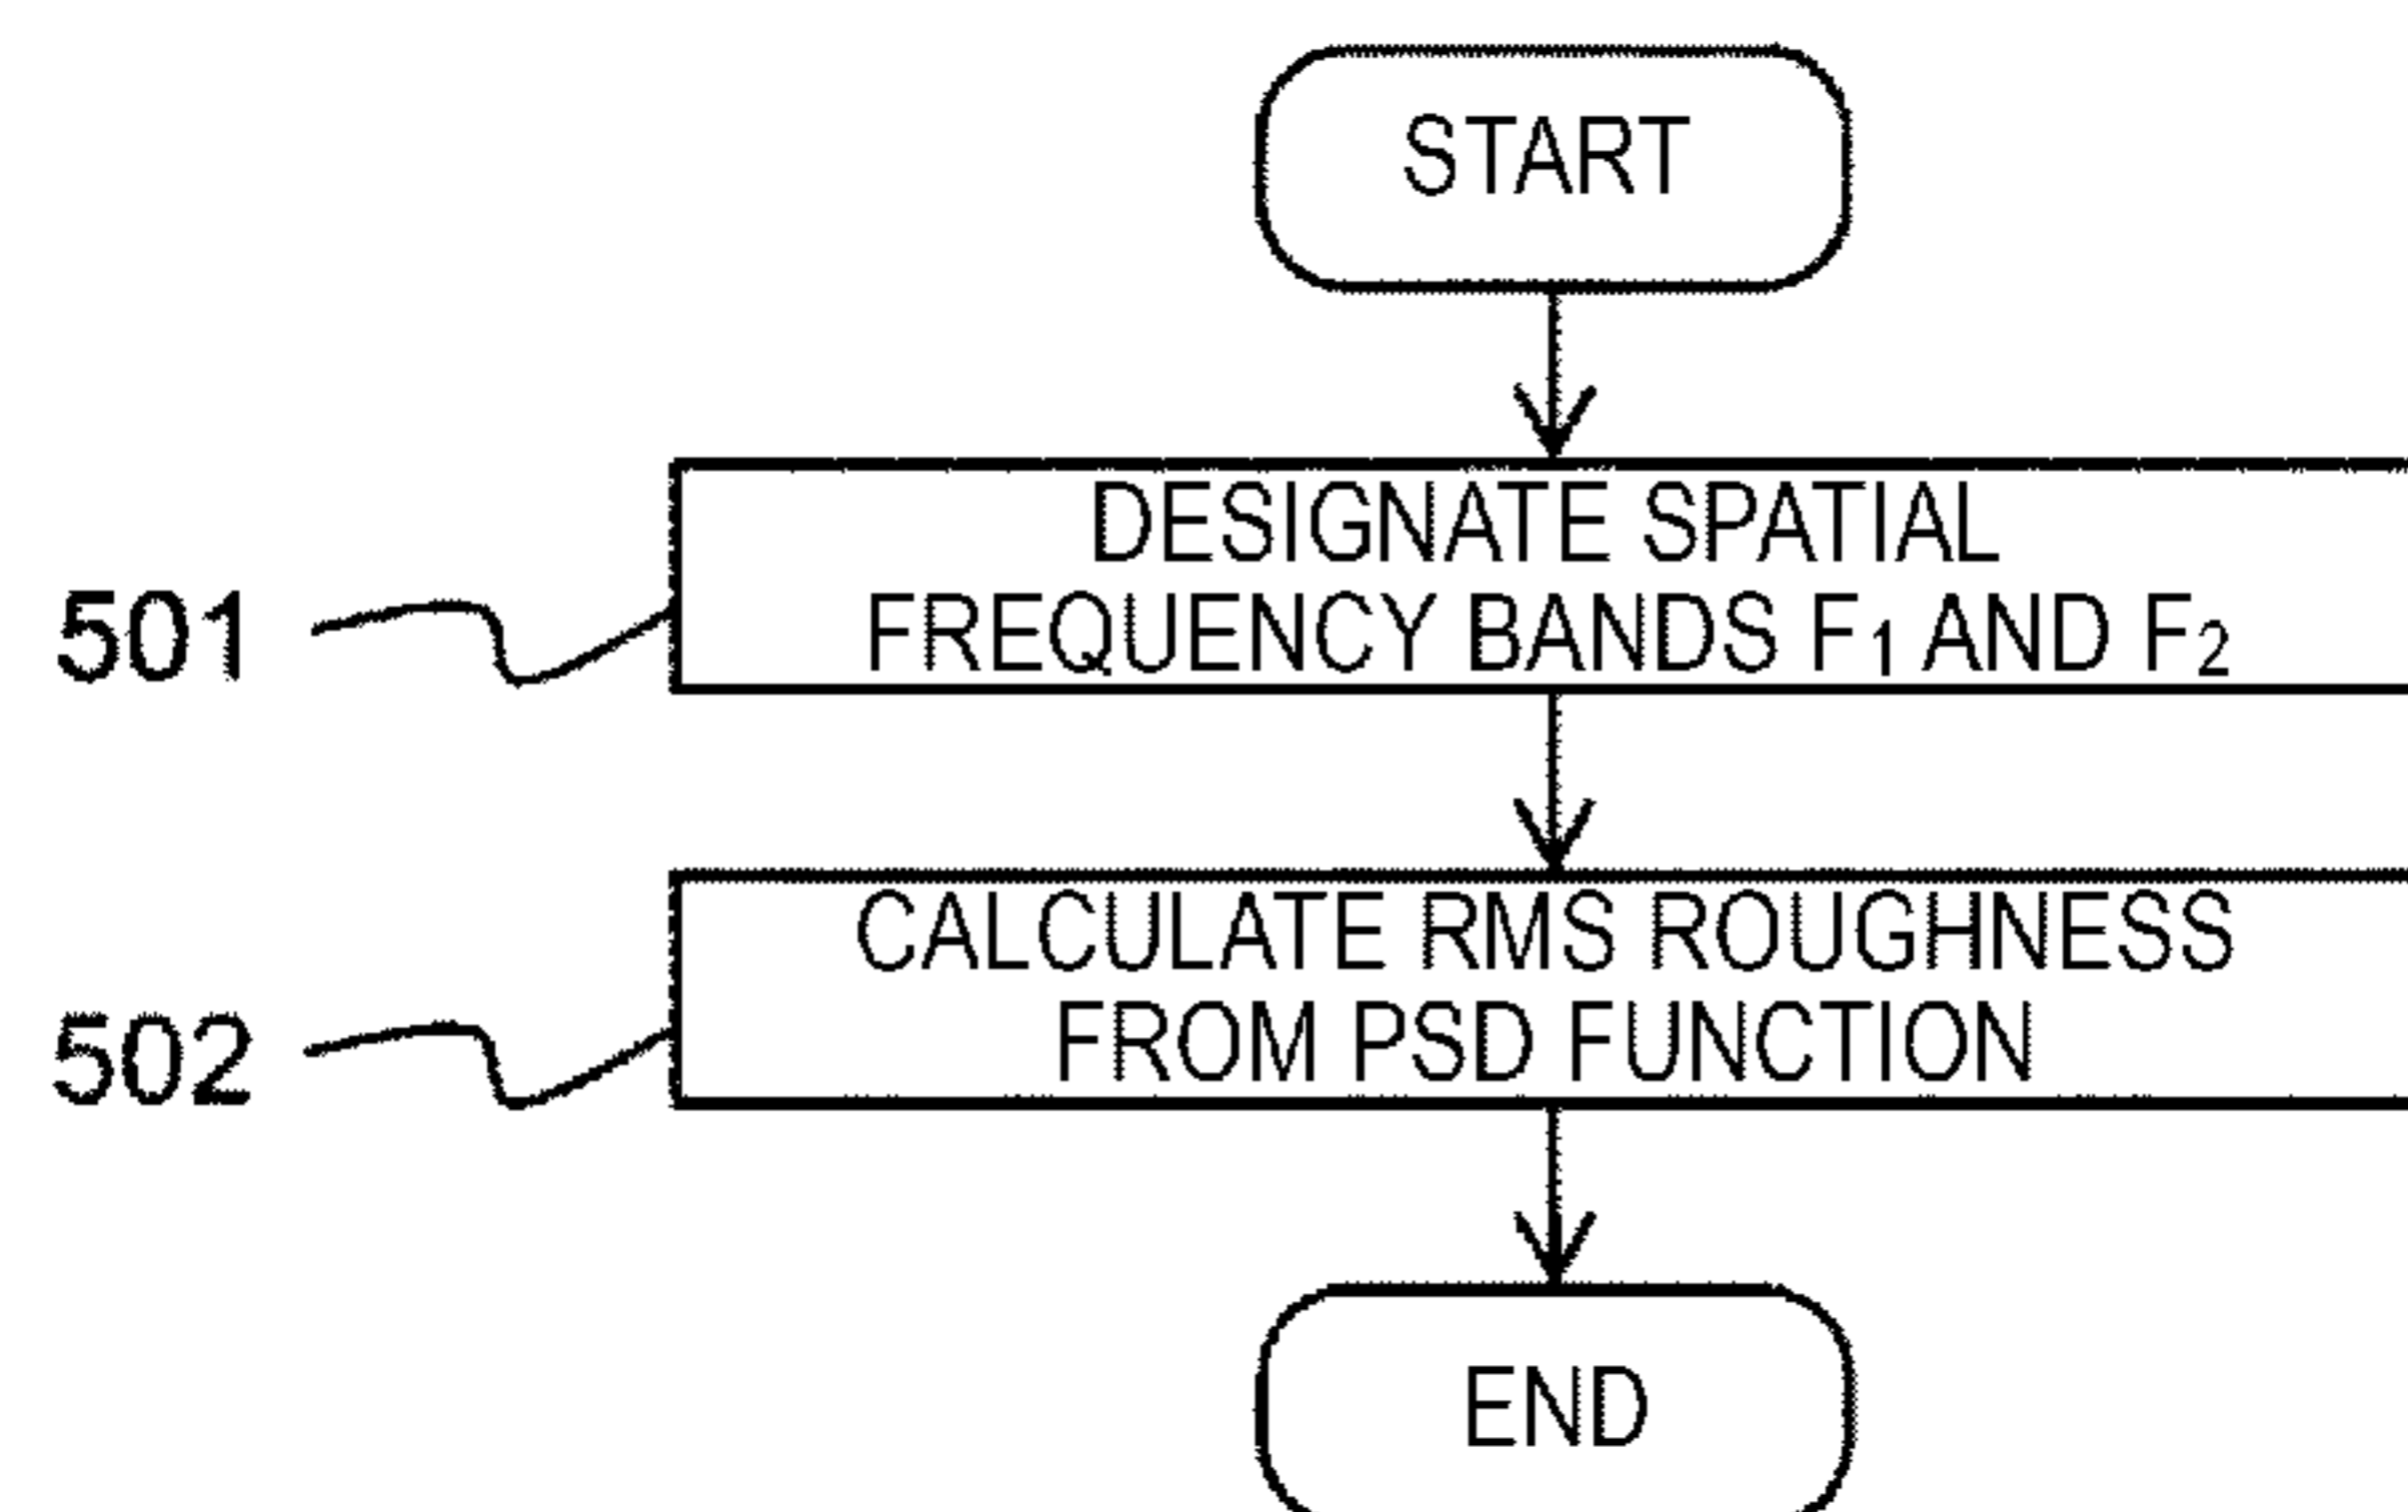 START
DESIGNATE SPATIAL
501
FREQUENCY BANDS F₁ AND F₂
CALCULATE RMS ROUGHNESS
502
FROM PSD FUNCTION
END